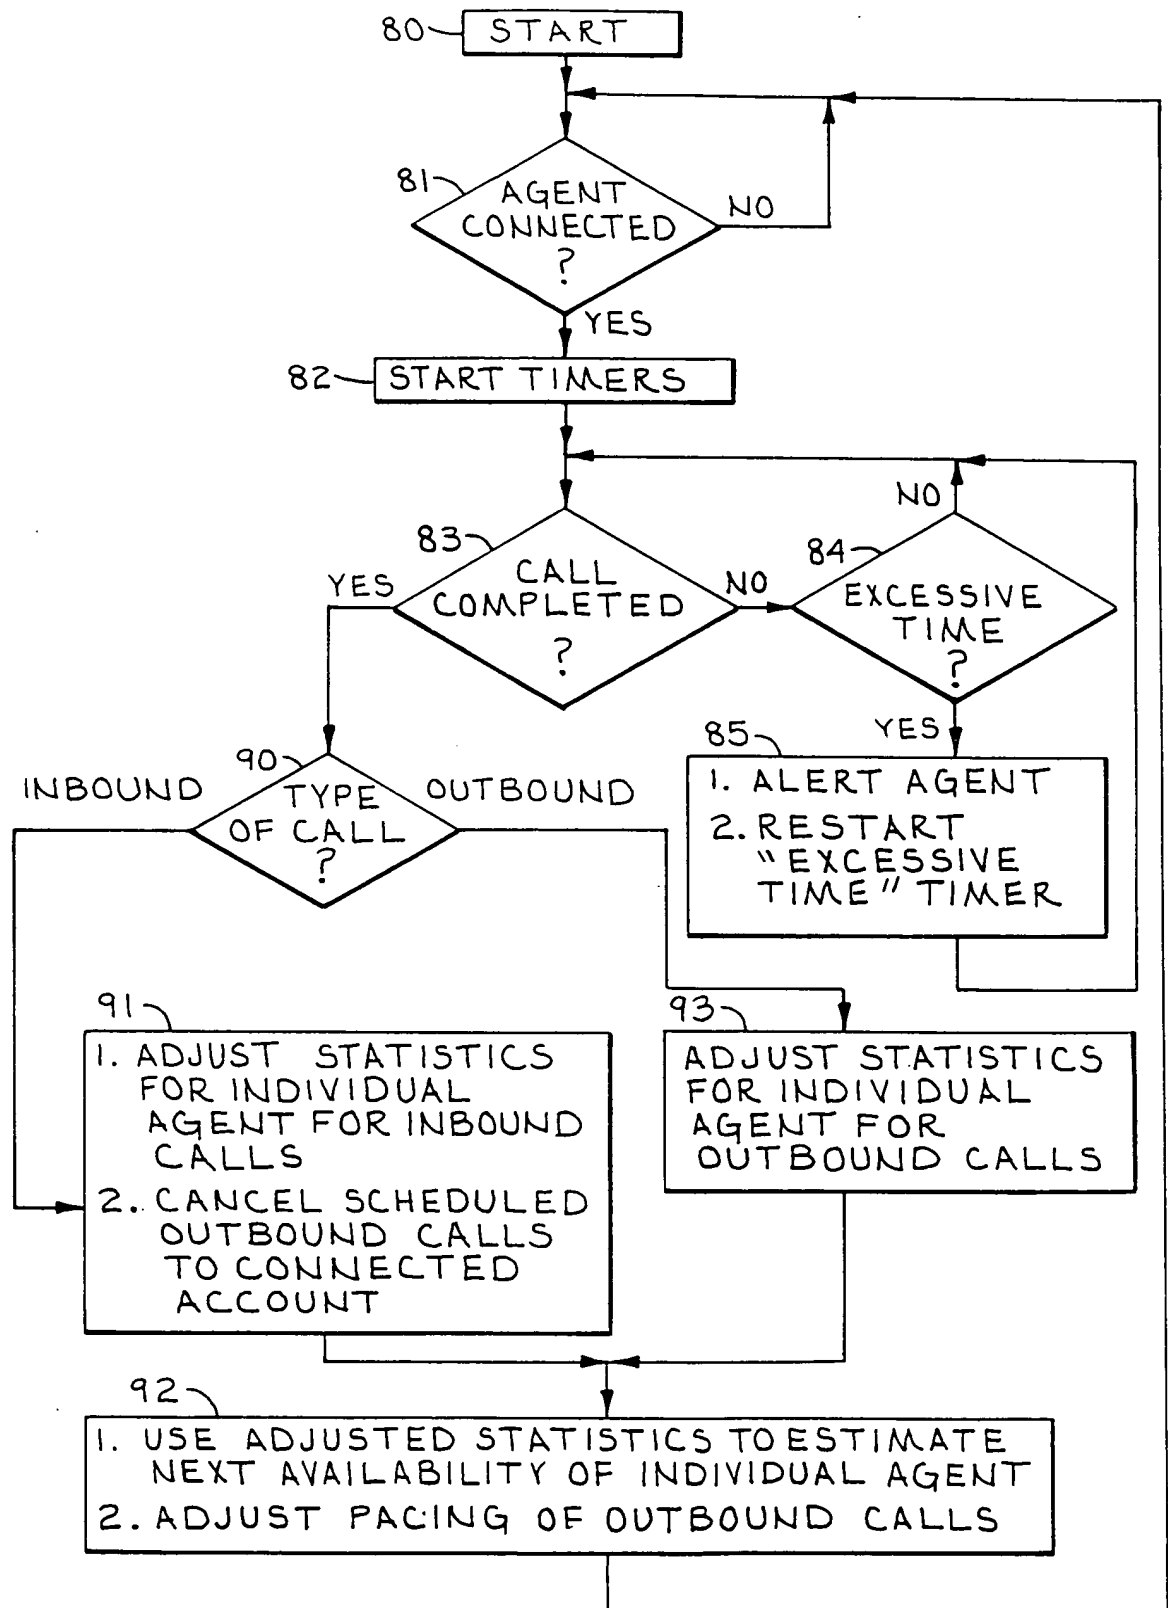 80
START
81
AGENT
CONNECTED
?
NO
YES
82
START TIMERS
83
CALL
COMPLETED
?
YES
NO
84
EXCESSIVE
TIME
?
NO
YES
85
1. ALERT AGENT
2. RESTART
"EXCESSIVE
TIME" TIMER
90
TYPE
OF CALL
?
INBOUND
OUTBOUND
91
1. ADJUST STATISTICS
FOR INDIVIDUAL
AGENT FOR INBOUND
CALLS
2. CANCEL SCHEDULED
OUTBOUND CALLS
TO CONNECTED
ACCOUNT
93
ADJUST STATISTICS
FOR INDIVIDUAL
AGENT FOR
OUTBOUND CALLS
92
1. USE ADJUSTED STATISTICS TO ESTIMATE
NEXT AVAILABILITY OF INDIVIDUAL AGENT
2. ADJUST PACING OF OUTBOUND CALLS